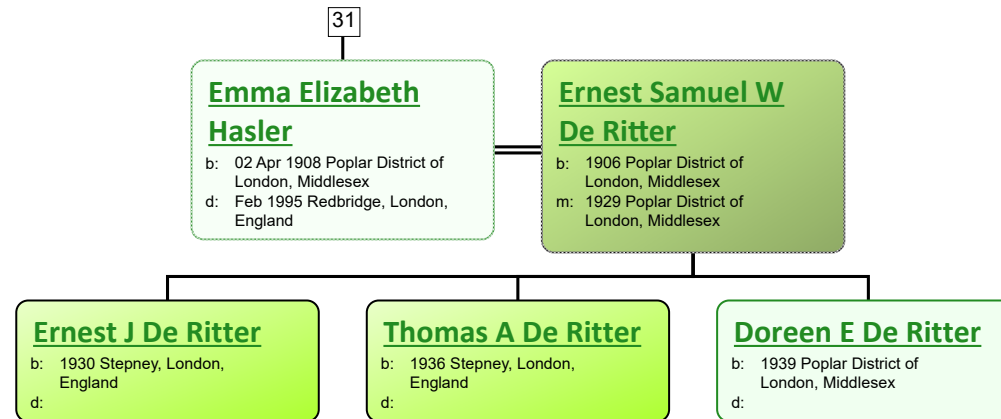 31
Emma Elizabeth
Hasler
b: 02 Apr 1908 Poplar District of
London, Middlesex
d: Feb 1995 Redbridge, London,
England
Ernest Samuel W
De Ritter
b: 1906 Poplar District of
London, Middlesex
m: 1929 Poplar District of
London, Middlesex
Ernest J De Ritter
b: 1930 Stepney, London,
England
d:
Thomas A De Ritter
b: 1936 Stepney, London,
England
d:
Doreen E De Ritter
b: 1939 Poplar District of
London, Middlesex
d: